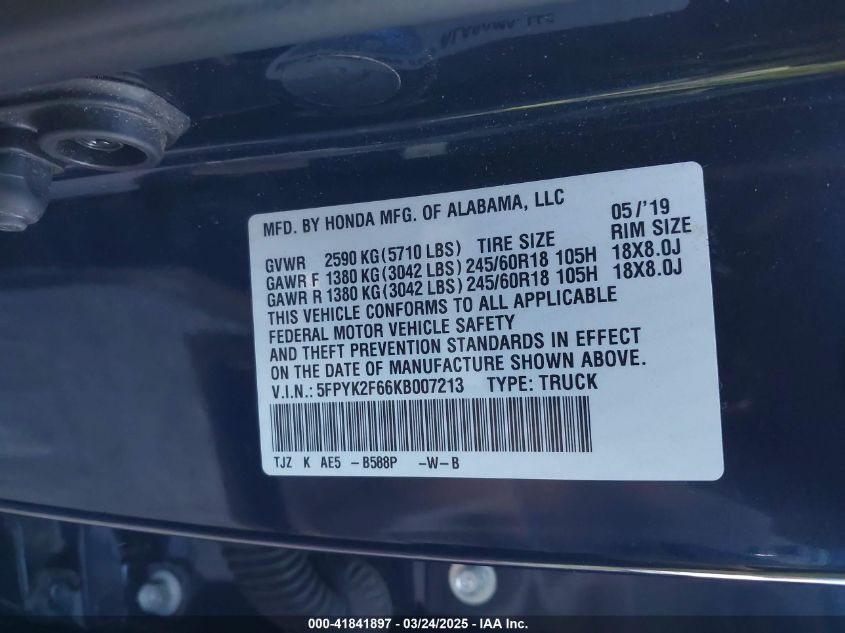 MFD. BY HONDA MFG. OF ALABAMA, LLC 05/'19
GVWR 2590 KG(5710 LBS) TIRE SIZE RIM SIZE
GAWR F 1380 KG(3042 LBS) 245/60R18 105H 18X8.0J
GAWR R 1380 KG(3042 LBS) 245/60R18 105H 18X8.0J
THIS VEHICLE CONFORMS TO ALL APPLICABLE
FEDERAL MOTOR VEHICLE SAFETY
AND THEFT PREVENTION STANDARDS IN EFFECT
ON THE DATE OF MANUFACTURE SHOWN ABOVE.
V.I.N.: 5FPYK2F66KB007213 TYPE: TRUCK
TJZ K AE5 -B588P -W-B
000-41841897 - 03/24/2025 - IAA Inc.